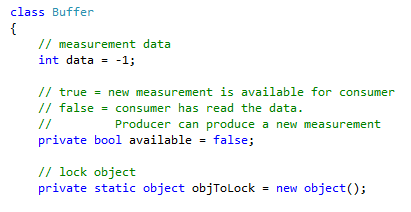 class Buffer
{
    // measurement data
    int data = -1;

    // true = new measurement is available for consumer
    // false = consumer has read the data.
    //         Producer can produce a new measurement
    private bool available = false;

    // lock object
    private static object objToLock = new object();